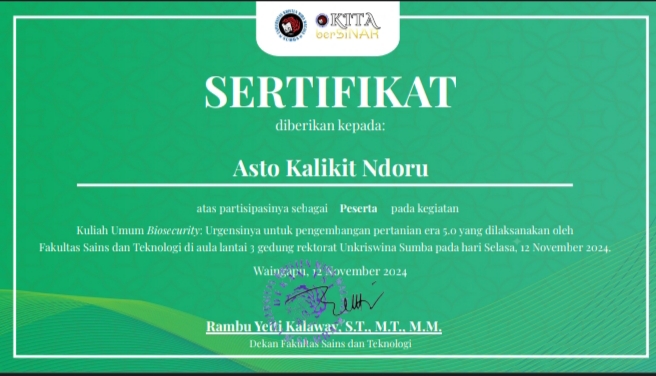 KITA
berSINAR
SERTIFIKAT
diberikan kepada:
Asto Kalikit Ndoru
atas partisipasinya sebagai Peserta pada kegiatan
Kuliah Umum Biosecurity: Urgensinya untuk pengembangan pertanian era 5.0 yang dilaksanakan oleh
Fakultas Sains dan Teknologi di aula lantai 3 gedung rektorat Unkriswina Sumba pada hari Selasa, 12 November 2024.
Waingapu, 12 November 2024
Rambu Yetti Kalaway, S.T., M.T., M.M.
Dekan Fakultas Sains dan Teknologi